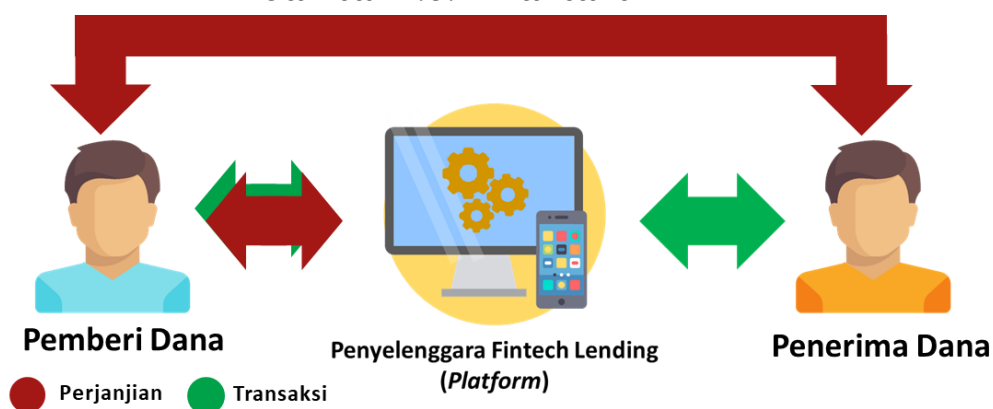 Pemberi Dana
Penyelenggara Fintech Lending
(Platform)
Penerima Dana
Perjanjian
Transaksi